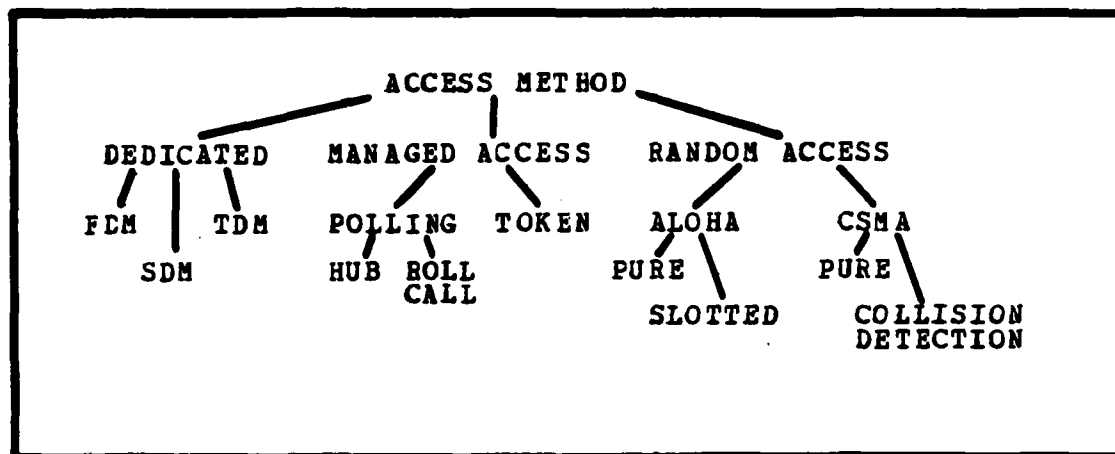 ACCESS METHOD
DEDICATED MANAGED ACCESS RANDOM ACCESS
FDM TDM POLLING TOKEN ALOHA CSMA
SDM HUB ROLL PURE PURE
CALL
SLOTTED COLLISION
DETECTION